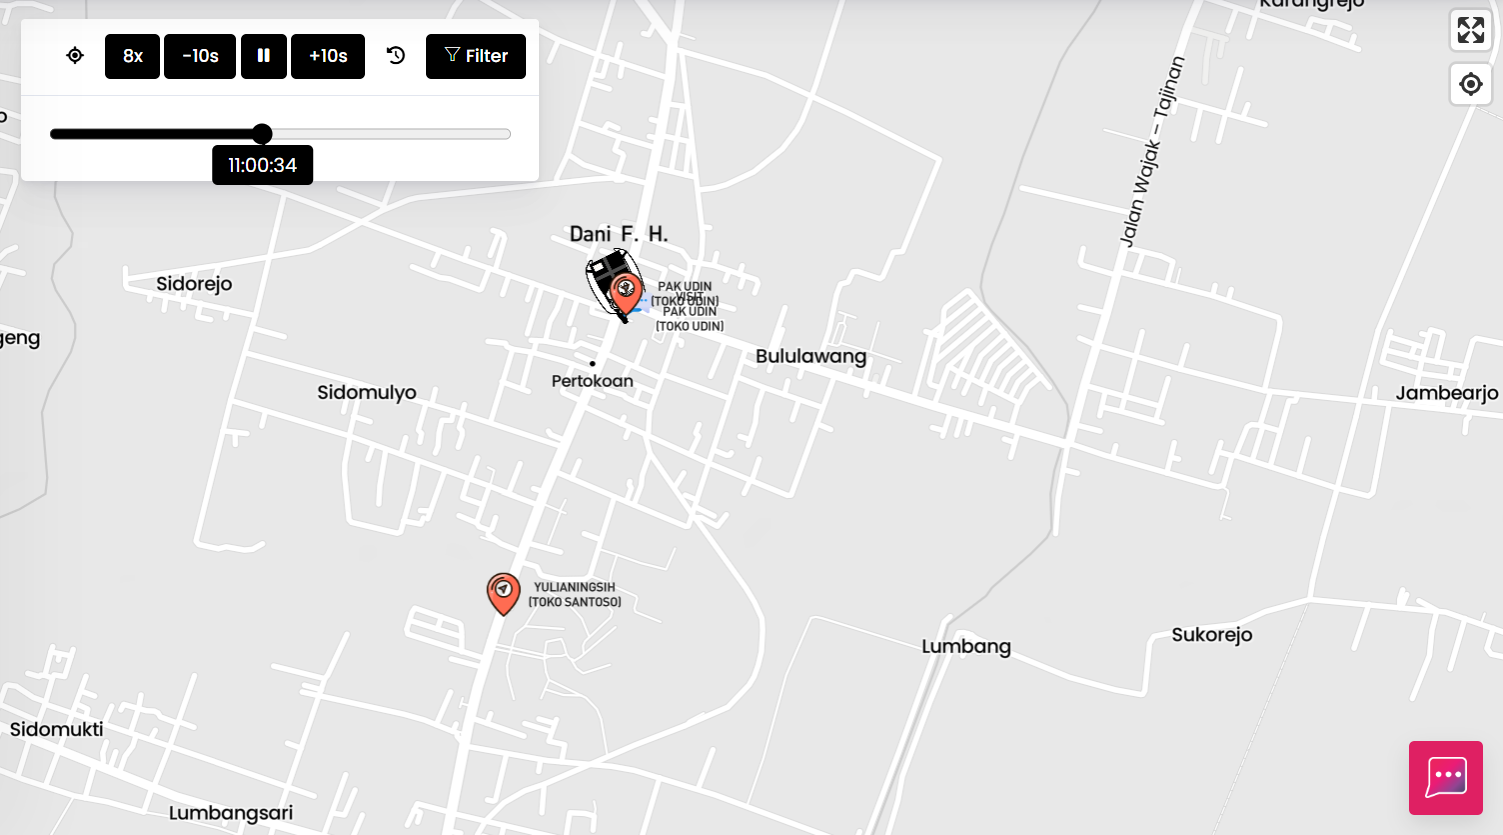 Karangrejo
8x
-10s
+10s
Filter
11:00:34
Jalan Wajak – Tajinan
Dani F. H.
Sidorejo
PAK UDIN
(TOKO UDIN)
VISIT
PAK UDIN
(TOKO UDIN)
geng
Bululawang
Pertokoan
Sidomulyo
Jambearjo
YULIANINGSIH
(TOKO SANTOSO)
Sukorejo
Lumbang
Sidomukti
Lumbangsari